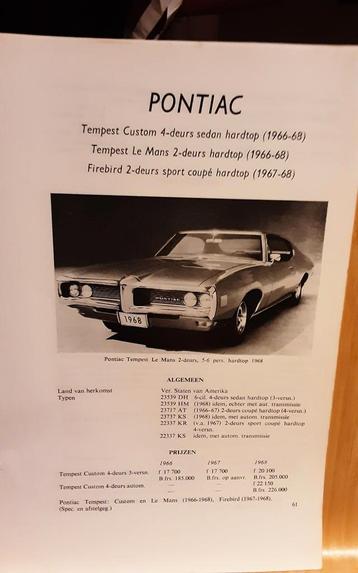 PONTIAC
Tempest Custom 4-deurs sedan hardtop (1966-68)
Tempest Le Mans 2-deurs hardtop (1966-68)
Firebird 2-deurs sport coupé hardtop (1967-68)
PONTIAC
1968
Pontiac Tempest Le Mans 2-deurs, 5-6 pers. hardtop 1968
ALGEMEEN
Land van herkomst Ver. Staten van Amerika
Typen 23539 DH 6-cil. 4-deurs sedan hardtop (3-versn.)
23539 HM (1968) idem, echter met aut. transmissie
23717 AT (1966-67) 2-deurs coupé hardtop (4-versn.)
23737 KS (1968) idem, met autom. transmissie
22337 KR (v.a. 1967) 2-deurs sport coupé hardtop
4-versn.
22337 KS idem, met autom. transmissie
PRIJZEN
1966 1967 1968
Tempest Custom 4-deurs 3-versn. f 17 700 f 17 700 f 20 100
B.frs. 185.000 B.frs. op aanvr. B.frs. 205.000
Tempest Custom 4-deurs autom. — — f 22 150
— — B.frs. 226.000
Pontiac Tempest: Custom en Le Mans (1966-1968), Firebird (1967-1968).
(Spec. en afstelgeg.) 61